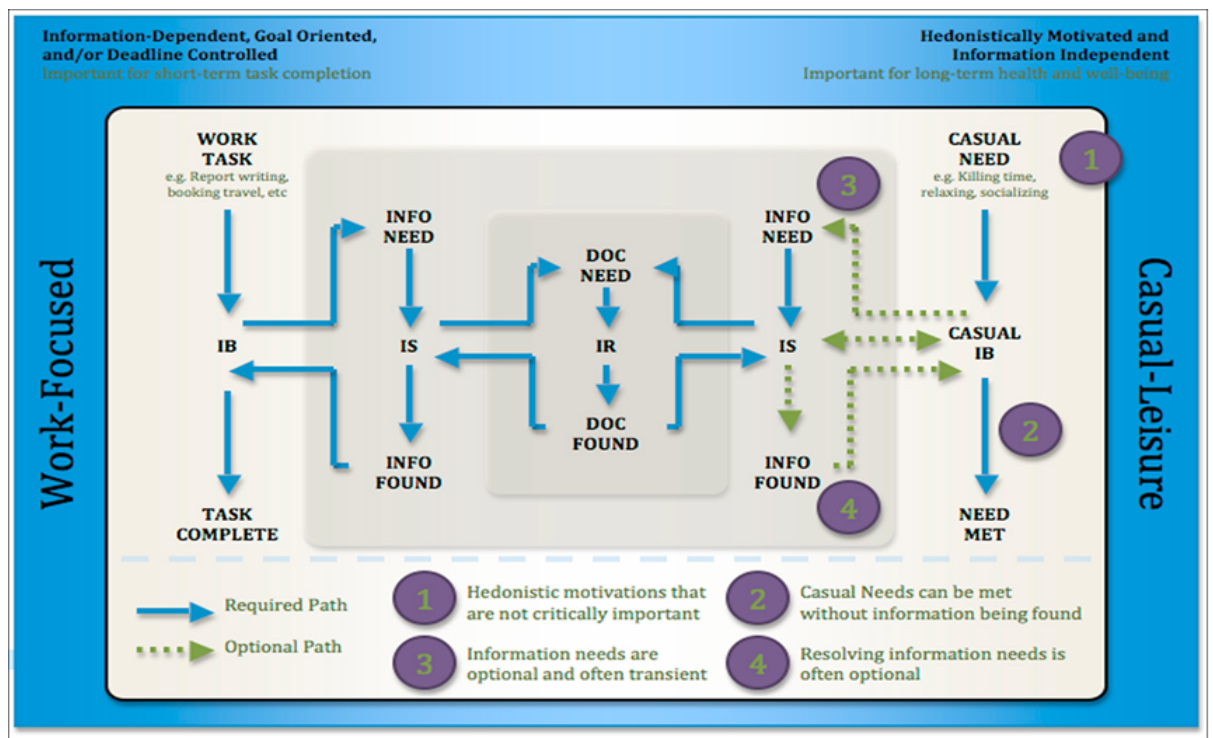 Information-Dependent, Goal Oriented,
and/or Deadline Controlled
Important for short-term task completion
Hedonistically Motivated and
Information Independent
Important for long-term health and well-being
Work-Focused
WORK
TASK
e.g. Report writing,
booking travel, etc
IB
TASK
COMPLETE
INFO
NEED
IS
INFO
FOUND
DOC
NEED
IR
DOC
FOUND
3
INFO
NEED
IS
INFO
FOUND
4
CASUAL
NEED
e.g. Killing time,
relaxing, socializing
1
CASUAL
IB
2
NEED
MET
Casual-Leisure
Required Path
Optional Path
1
Hedonistic motivations that
are not critically important
2
Casual Needs can be met
without information being found
3
Information needs are
optional and often transient
4
Resolving information needs is
often optional